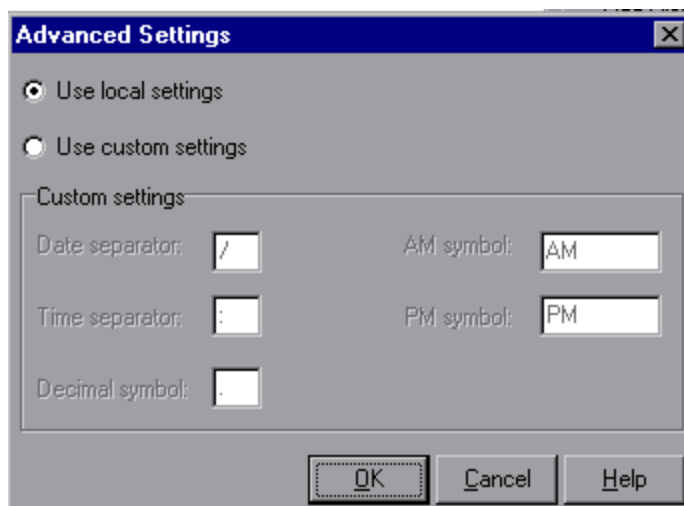 Advanced Settings
Use local settings
Use custom settings
Custom settings
Date separator: / AM symbol: AM
Time separator: : PM symbol: PM
Decimal symbol: .
OK Cancel Help